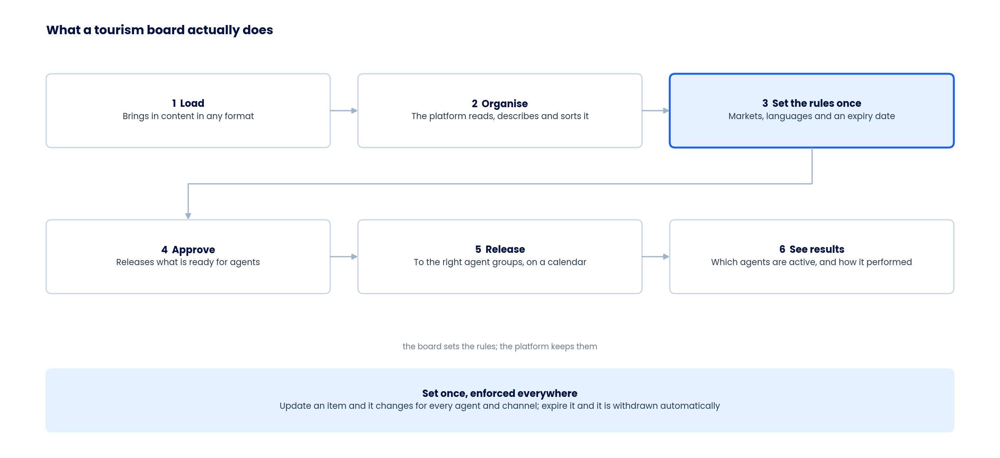 What a tourism board actually does
1 Load
Brings in content in any format
2 Organise
The platform reads, describes and sorts it
3 Set the rules once
Markets, languages and an expiry date
4 Approve
Releases what is ready for agents
5 Release
To the right agent groups, on a calendar
6 See results
Which agents are active, and how it performed
the board sets the rules; the platform keeps them
Set once, enforced everywhere
Update an item and it changes for every agent and channel; expire it and it is withdrawn automatically